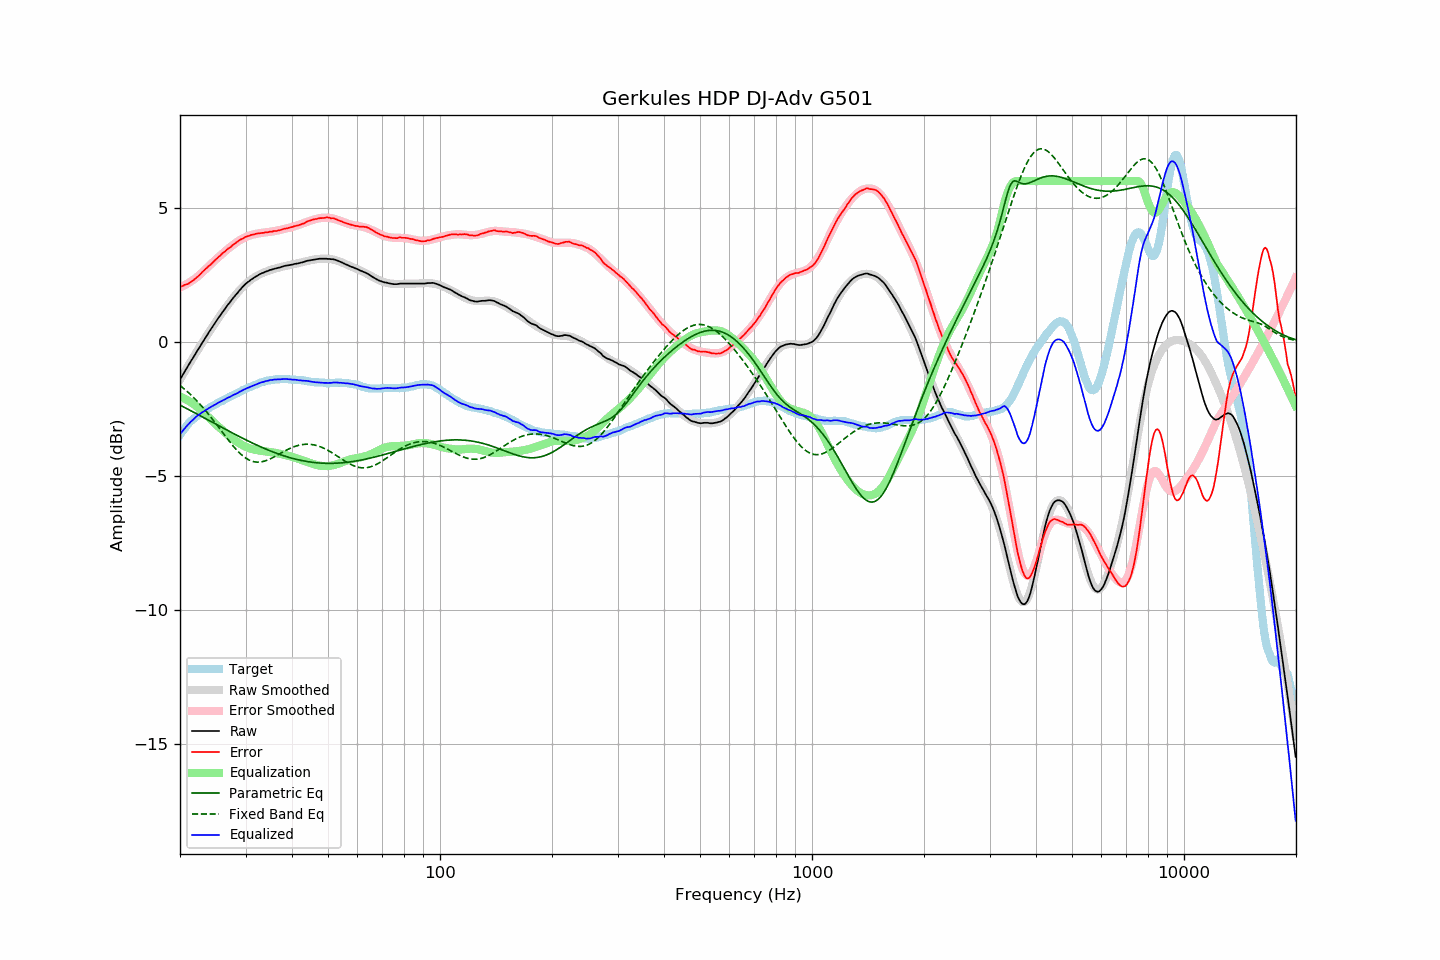 Gerkules HDP DJ-Adv G501
Amplitude (dBr)
5
0
−5
−10
−15
Target
Raw Smoothed
Error Smoothed
Raw
Error
Equalization
Parametric Eq
Fixed Band Eq
Equalized
100
1000
10000
Frequency (Hz)